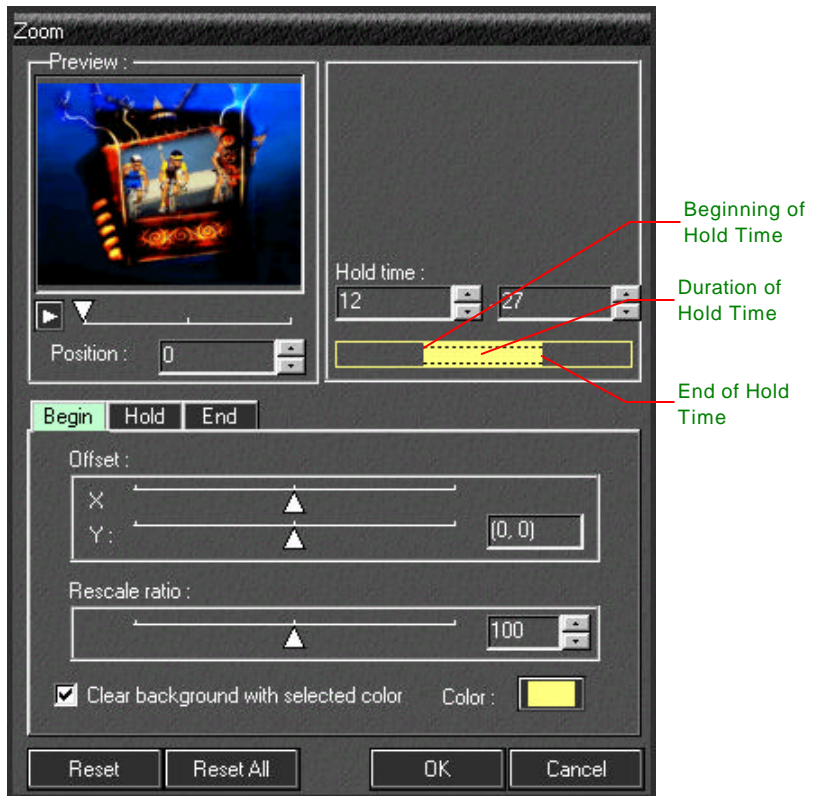 Zoom
Preview :
Beginning of
Hold Time
Hold time :
12 27
Duration of
Hold Time
Position : 0
End of Hold
Time
Begin Hold End
Offset :
X
Y :
(0, 0)
Rescale ratio :
100
Clear background with selected color Color :
Reset Reset All OK Cancel